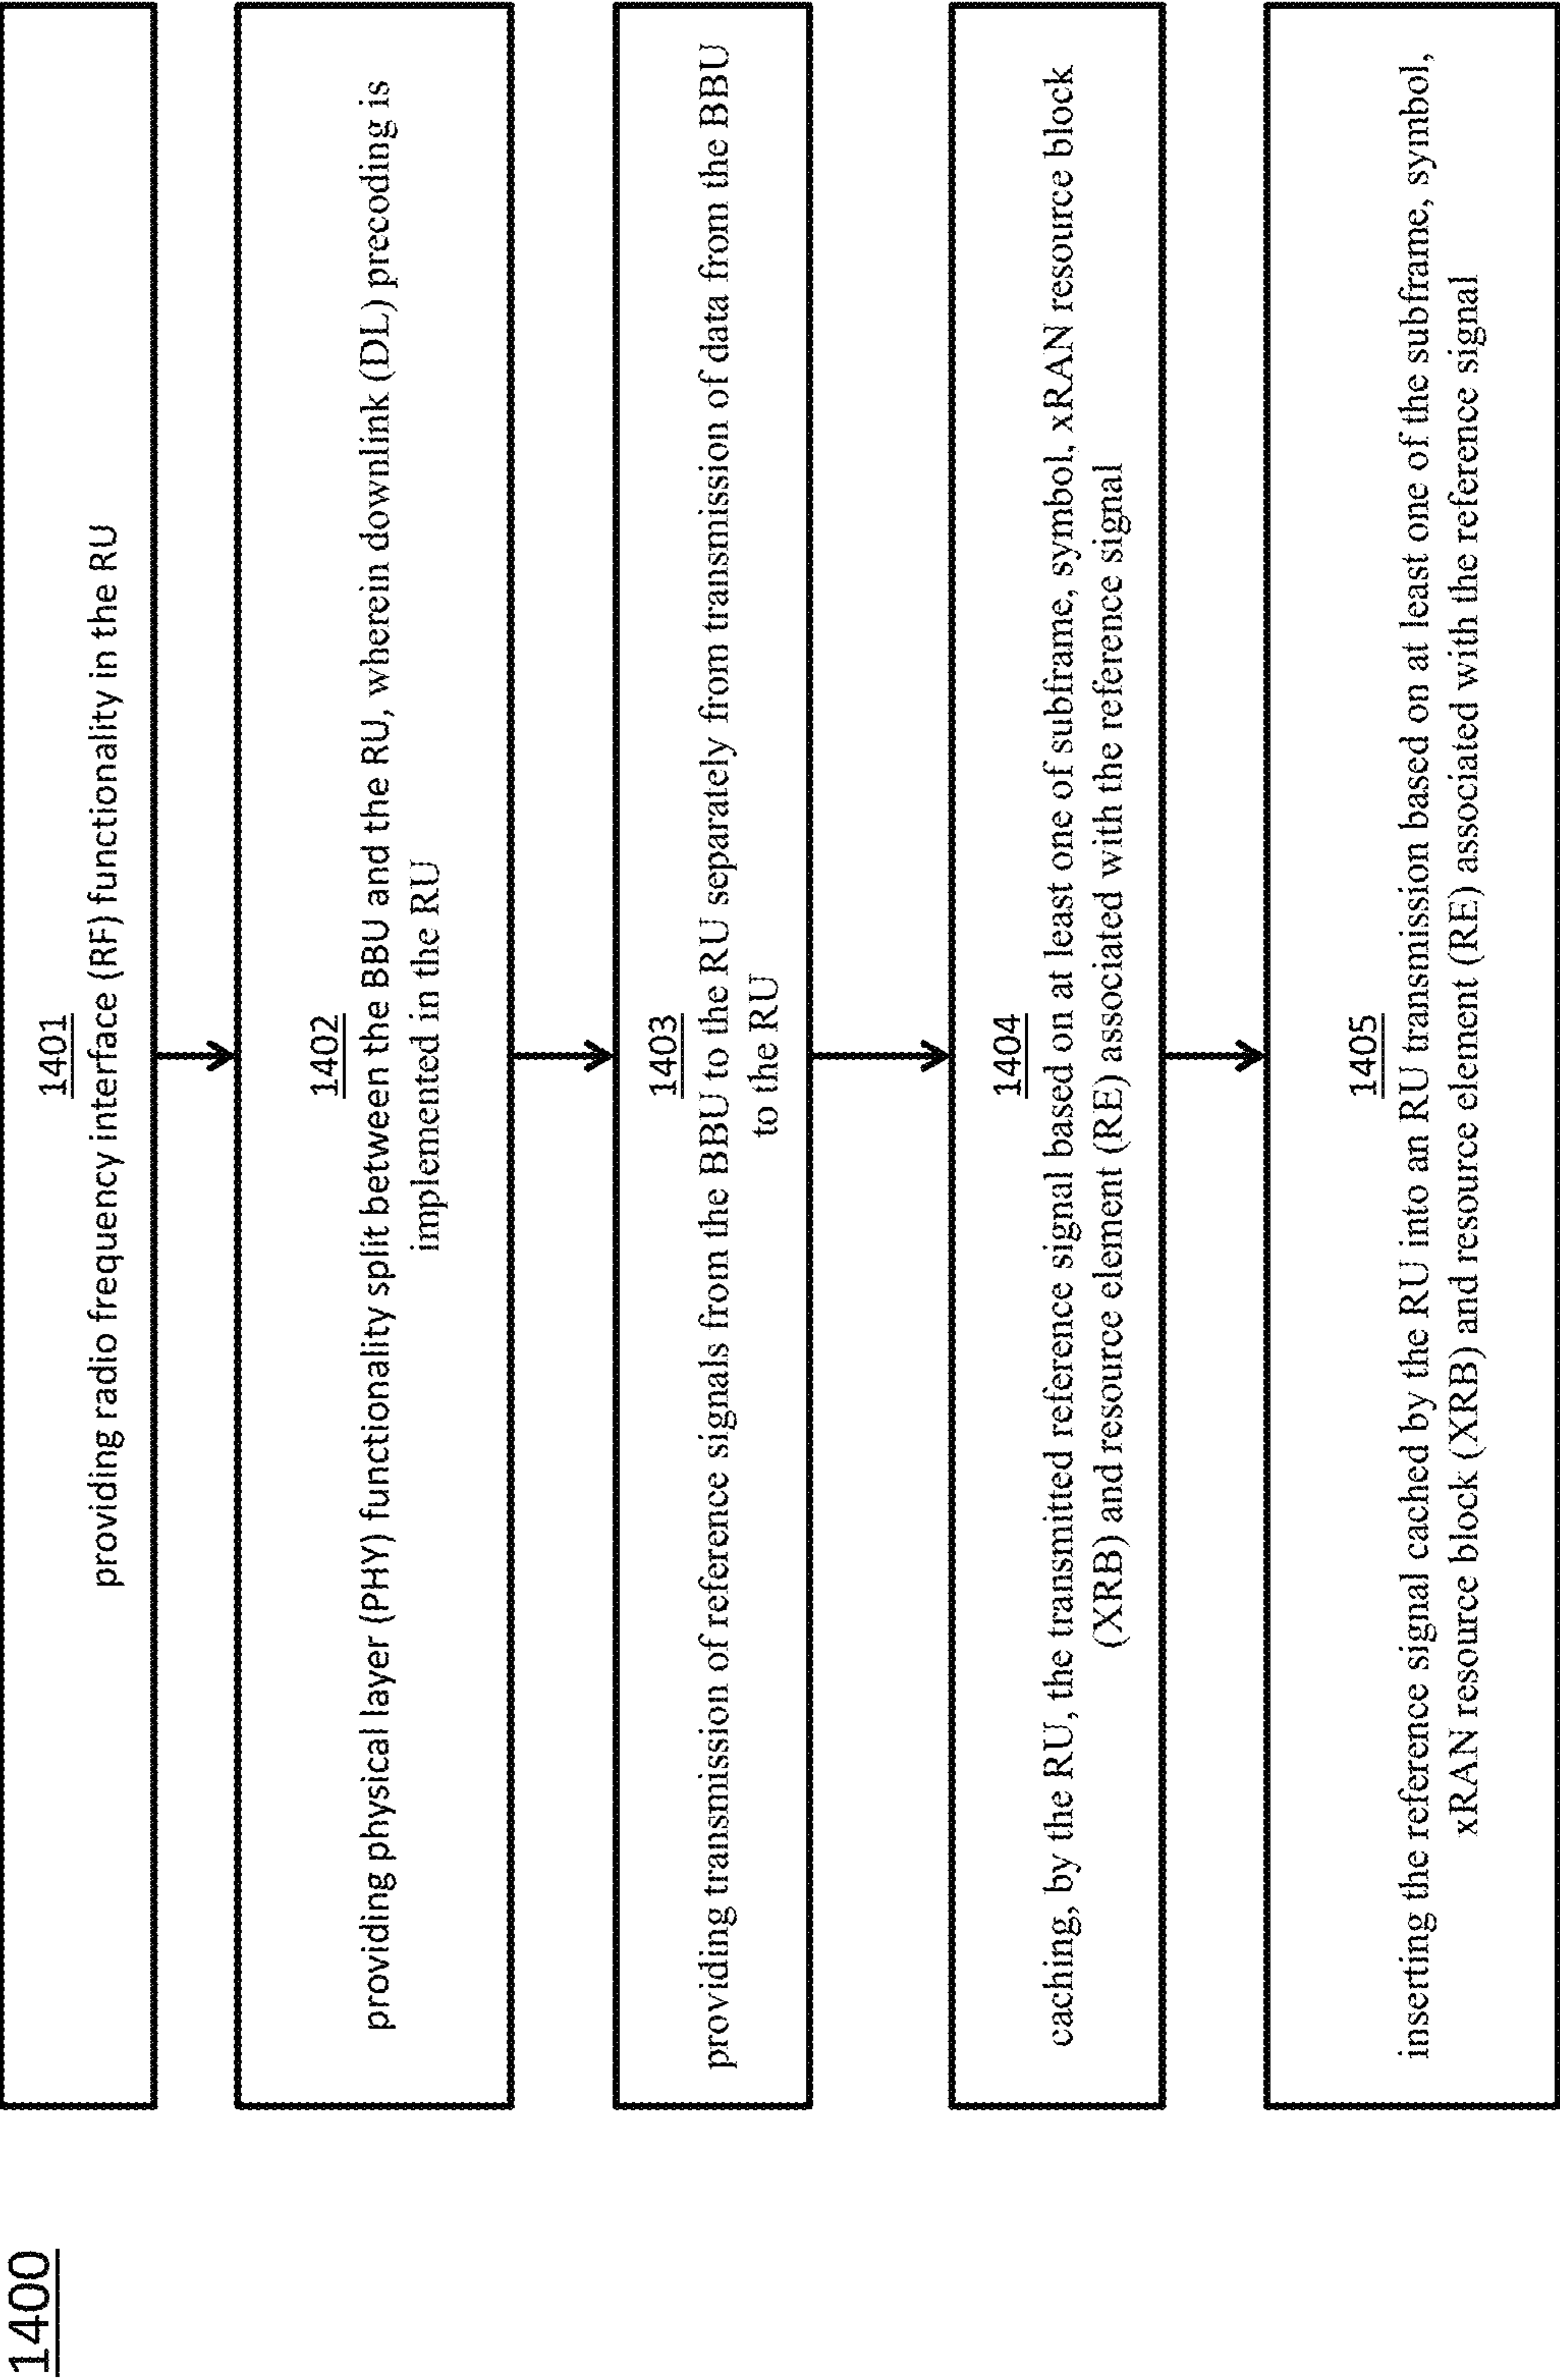 1400
1401
providing radio frequency interface (RF) functionality in the RU
1402
providing physical layer (PHY) functionality split between the BBU and the RU, wherein downlink (DL) precoding is
implemented in the RU
1403
providing transmission of reference signals from the BBU to the RU separately from transmission of data from the BBU
to the RU
1404
caching, by the RU, the transmitted reference signal based on at least one of subframe, symbol, xRAN resource block
(XRB) and resource element (RE) associated with the reference signal
1405
inserting the reference signal cached by the RU into an RU transmission based on at least one of the subframe, symbol,
xRAN resource block (XRB) and resource element (RE) associated with the reference signal